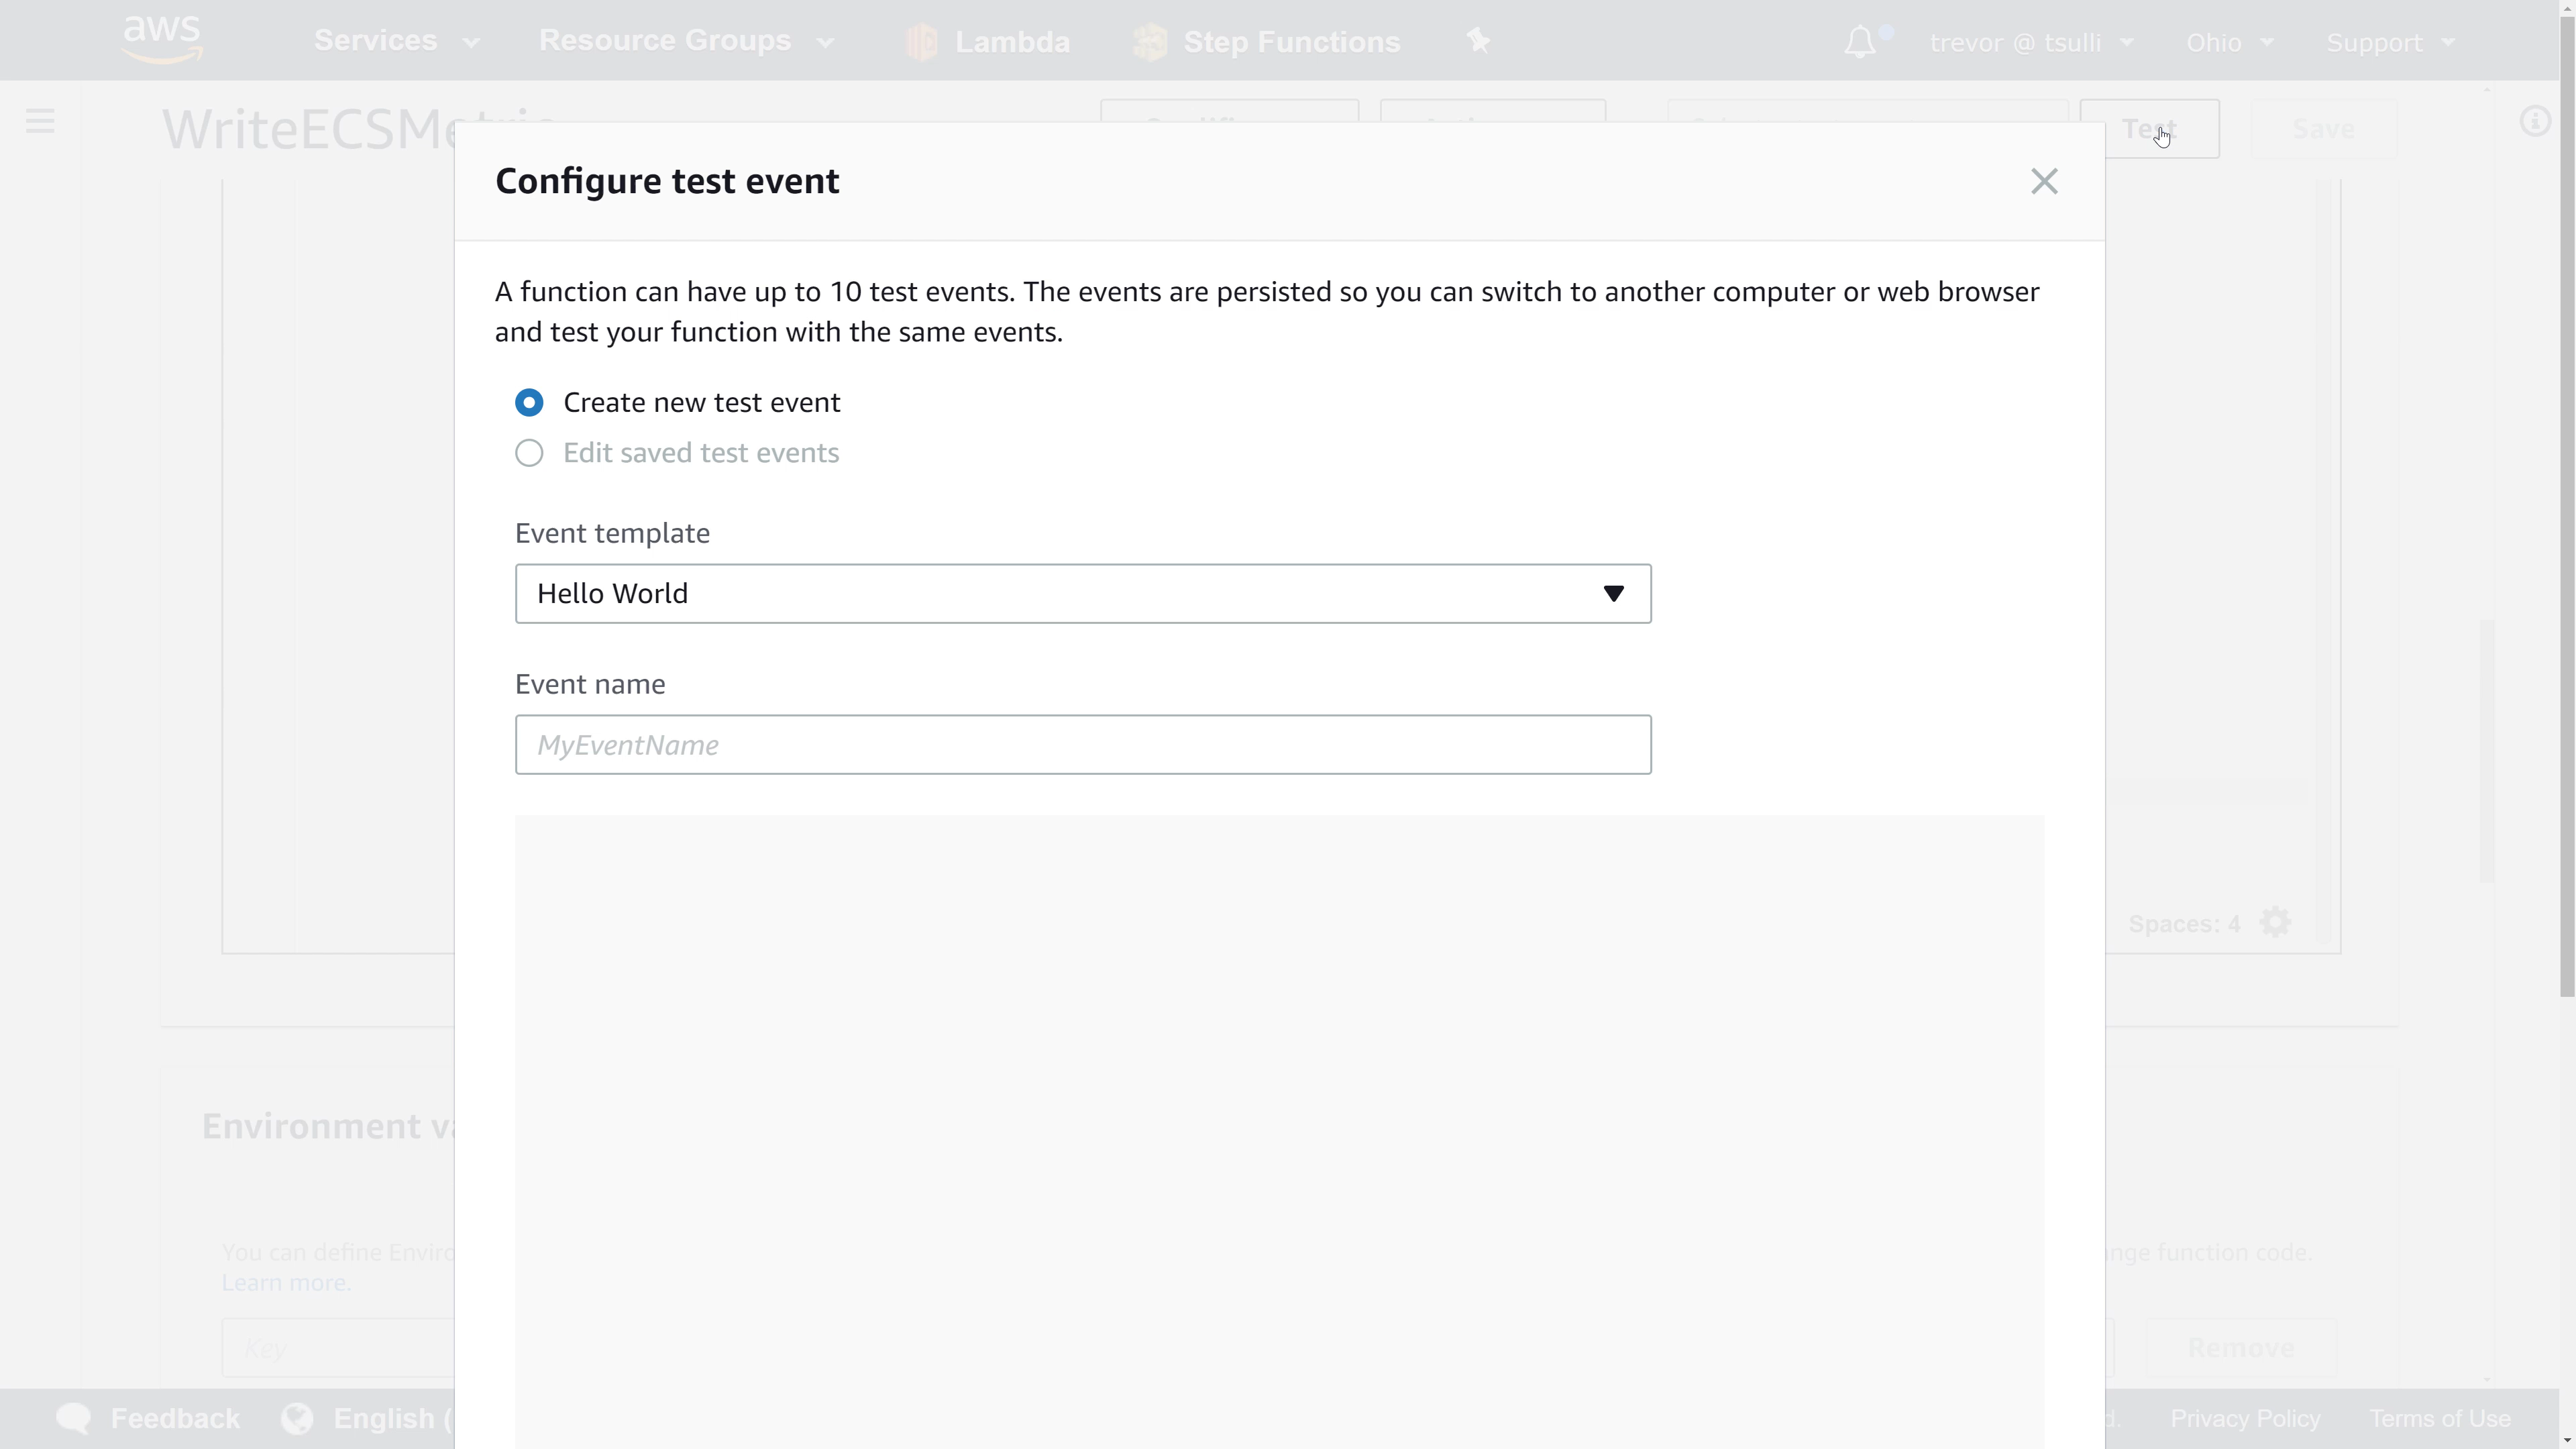 aws
Services
Resource Groups
Lambda
Step Functions
trevor @ tsulli
Ohio
Support
Test
Save
Configure test event
A function can have up to 10 test events. The events are persisted so you can switch to another computer or web browser
and test your function with the same events.
Create new test event
Edit saved test events
Event template
Hello World
Event name
MyEventName
Spaces: 4
Environment
You can define
Learn more.
function code.
Key
Remove
Feedback
English (
Privacy Policy
Terms of Use